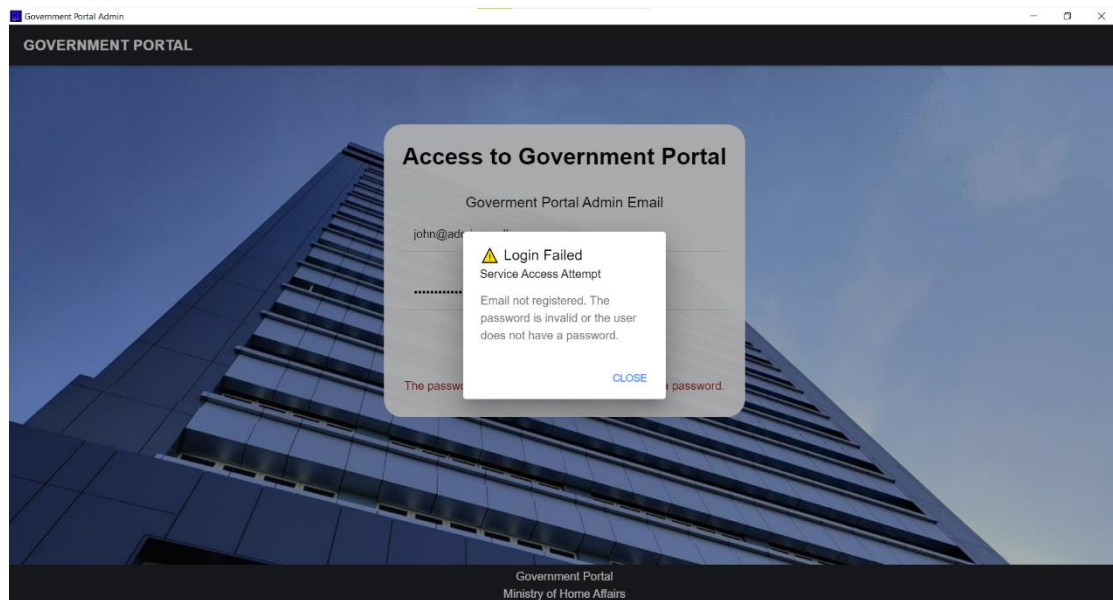 Government Portal Admin
GOVERNMENT PORTAL
Access to Government Portal
Goverment Portal Admin Email
Login Failed
Service Access Attempt
Email not registered. The
password is invalid or the user
does not have a password.
CLOSE
The password.
Government Portal
Ministry of Home Affairs